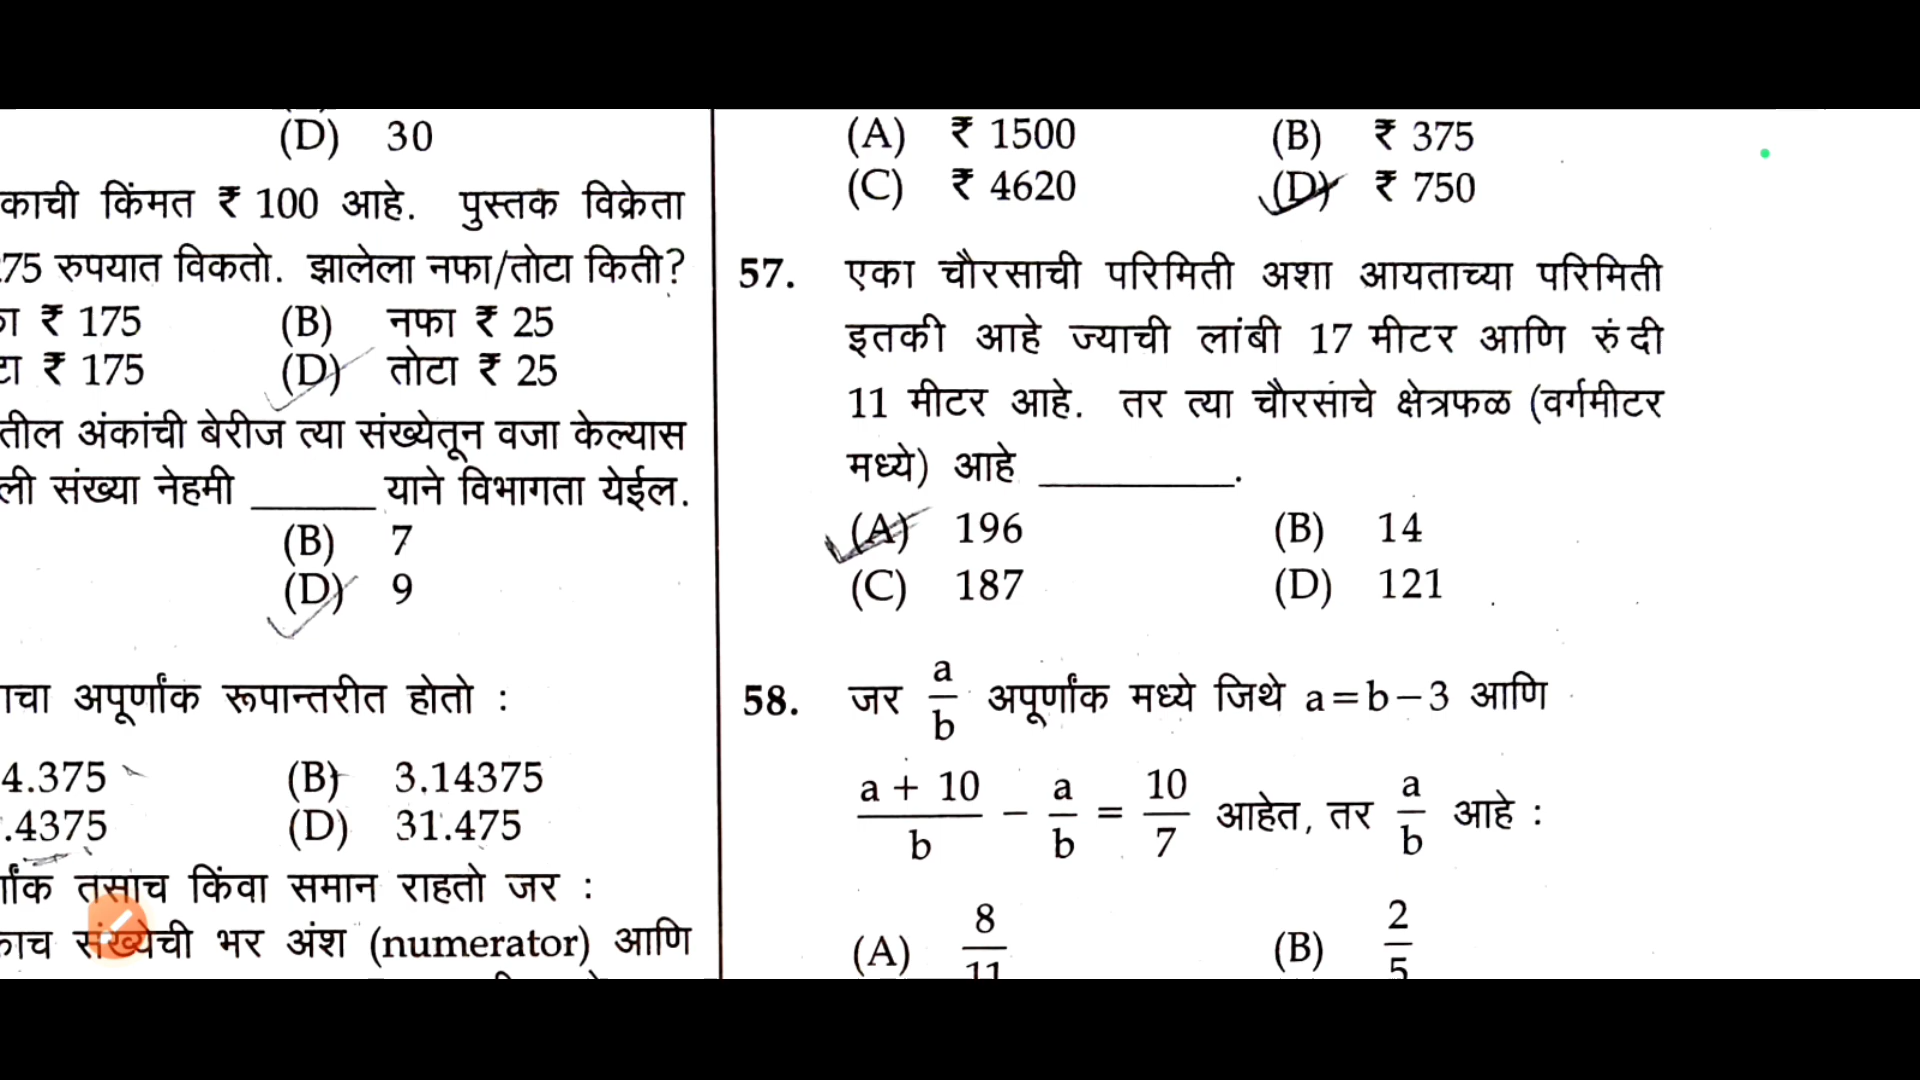 (D) 30
काची किंमत ₹ 100 आहे. पुस्तक विक्रेता
75 रुपयात विकतो. झालेला नफा/तोटा किती?
₹ 175 (B) नफा ₹ 25
₹ 175 (D) तोटा ₹ 25
तील अंकांची बेरीज त्या संख्येतून वजा केल्यास
ली संख्या नेहमी ______ याने विभागता येईल.
(B) 7
(D) 9
चा अपूर्णांक रूपान्तरीत होतो :
4.375 (B) 3.14375
.4375 (D) 31.475
तसाच किंवा समान राहतो जर :
संख्येची भर अंश (numerator) आणि
(A) ₹ 1500 (B) ₹ 375
(C) ₹ 4620 (D) ₹ 750
57. एका चौरसाची परिमिती अशा आयताच्या परिमिती
इतकी आहे ज्याची लांबी 17 मीटर आणि रुंदी
11 मीटर आहे. तर त्या चौरसाचे क्षेत्रफळ (वर्गमीटर
मध्ये) आहे _________.
(A) 196 (B) 14
(C) 187 (D) 121
58. जर a/b अपूर्णांक मध्ये जिथे a=b−3 आणि
a + 10/b − a/b = 10/7 आहेत, तर a/b आहे :
(A) 8/11 (B) 2/5